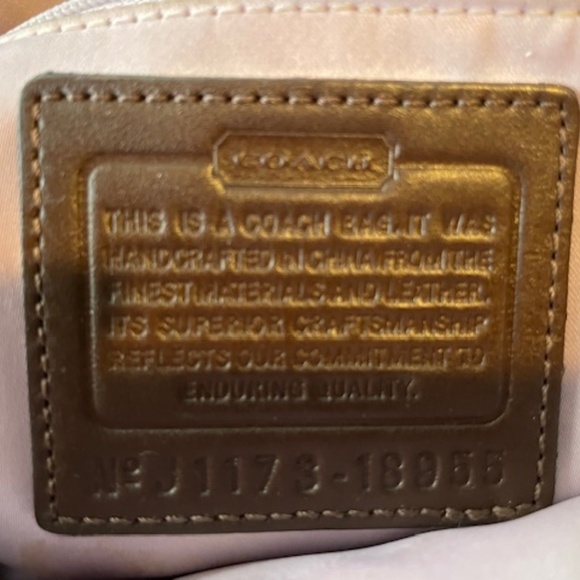 COACH
THIS IS A COACH BAG. IT WAS
HANDCRAFTED IN CHINA FROM THE
FINEST MATERIALS AND LEATHER.
ITS SUPERIOR CRAFTSMANSHIP
REFLECTS OUR COMMITMENT TO
ENDURING QUALITY.
Nº J1173-18955